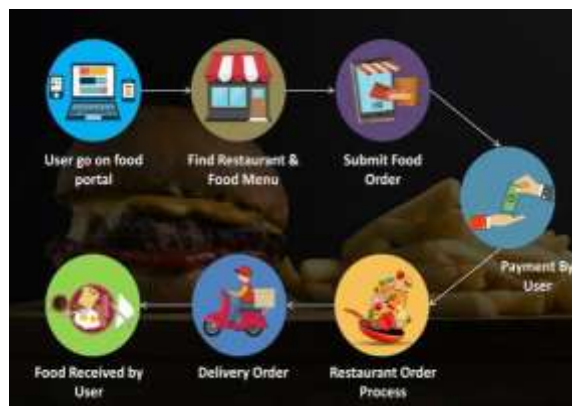 User go on food
portal
Find Restaurant &
Food Menu
Submit Food
Order
Payment By
User
Restaurant Order
Process
Delivery Order
Food Received by
User